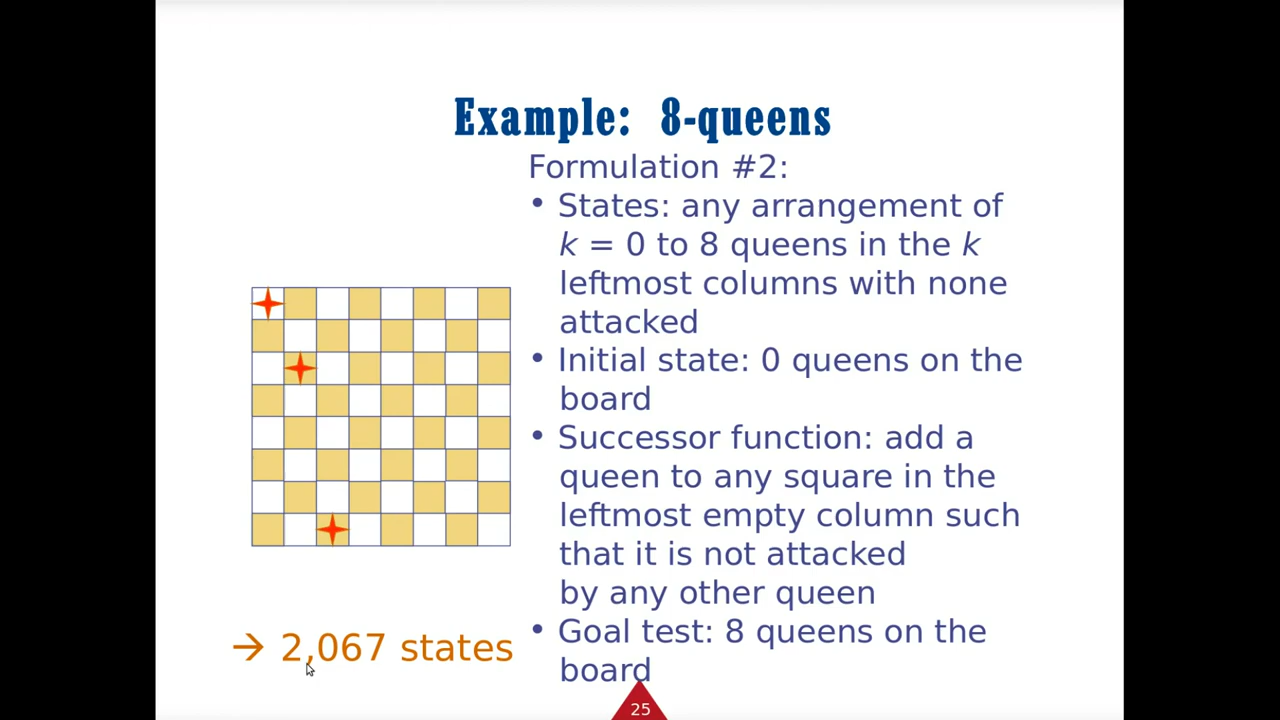 Example: 8-queens
Formulation #2:
• States: any arrangement of
k = 0 to 8 queens in the k
leftmost columns with none
attacked
• Initial state: 0 queens on the
board
• Successor function: add a
queen to any square in the
leftmost empty column such
that it is not attacked
by any other queen
• Goal test: 8 queens on the
board
→ 2,067 states
25